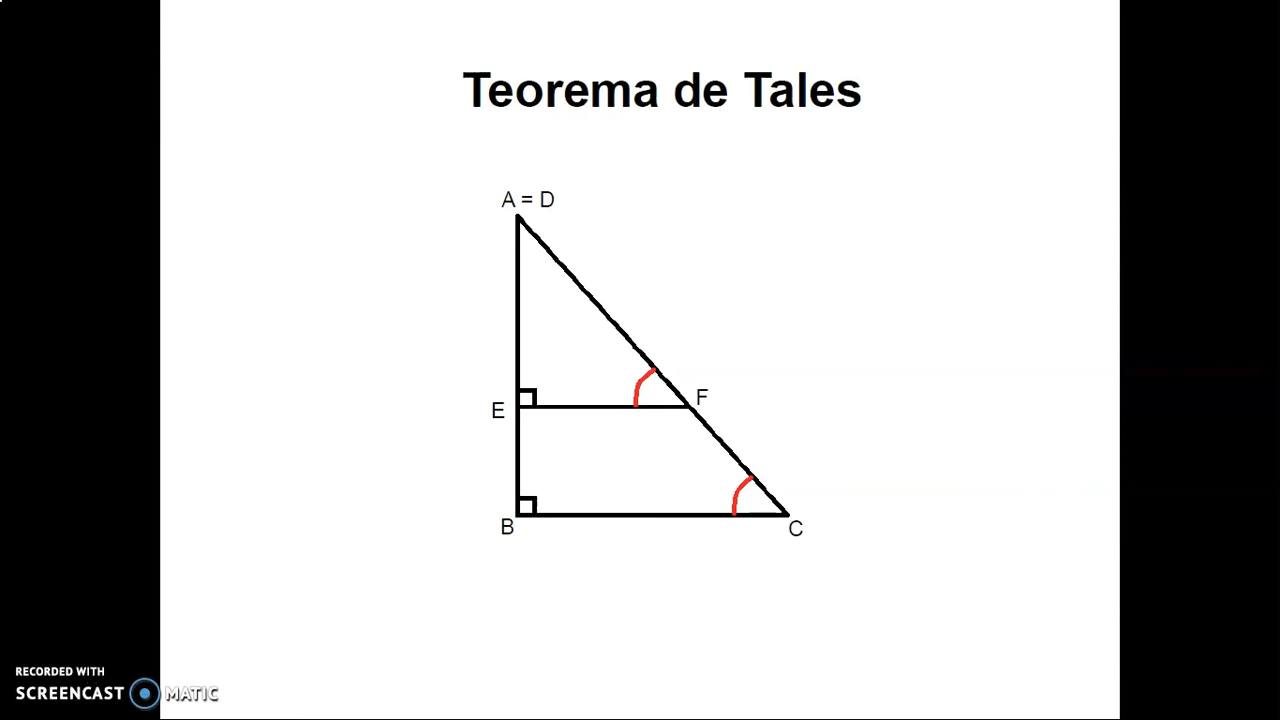 Teorema de Tales
A = D
F
E
B
C
RECORDED WITH
SCREENCAST MATIC